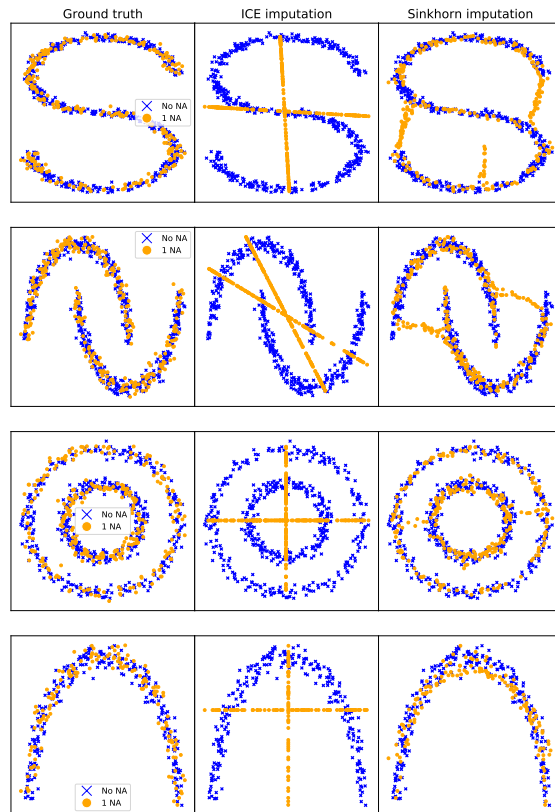 Ground truth
ICE imputation
Sinkhorn imputation
No NA
1 NA
No NA
1 NA
No NA
1 NA
No NA
1 NA